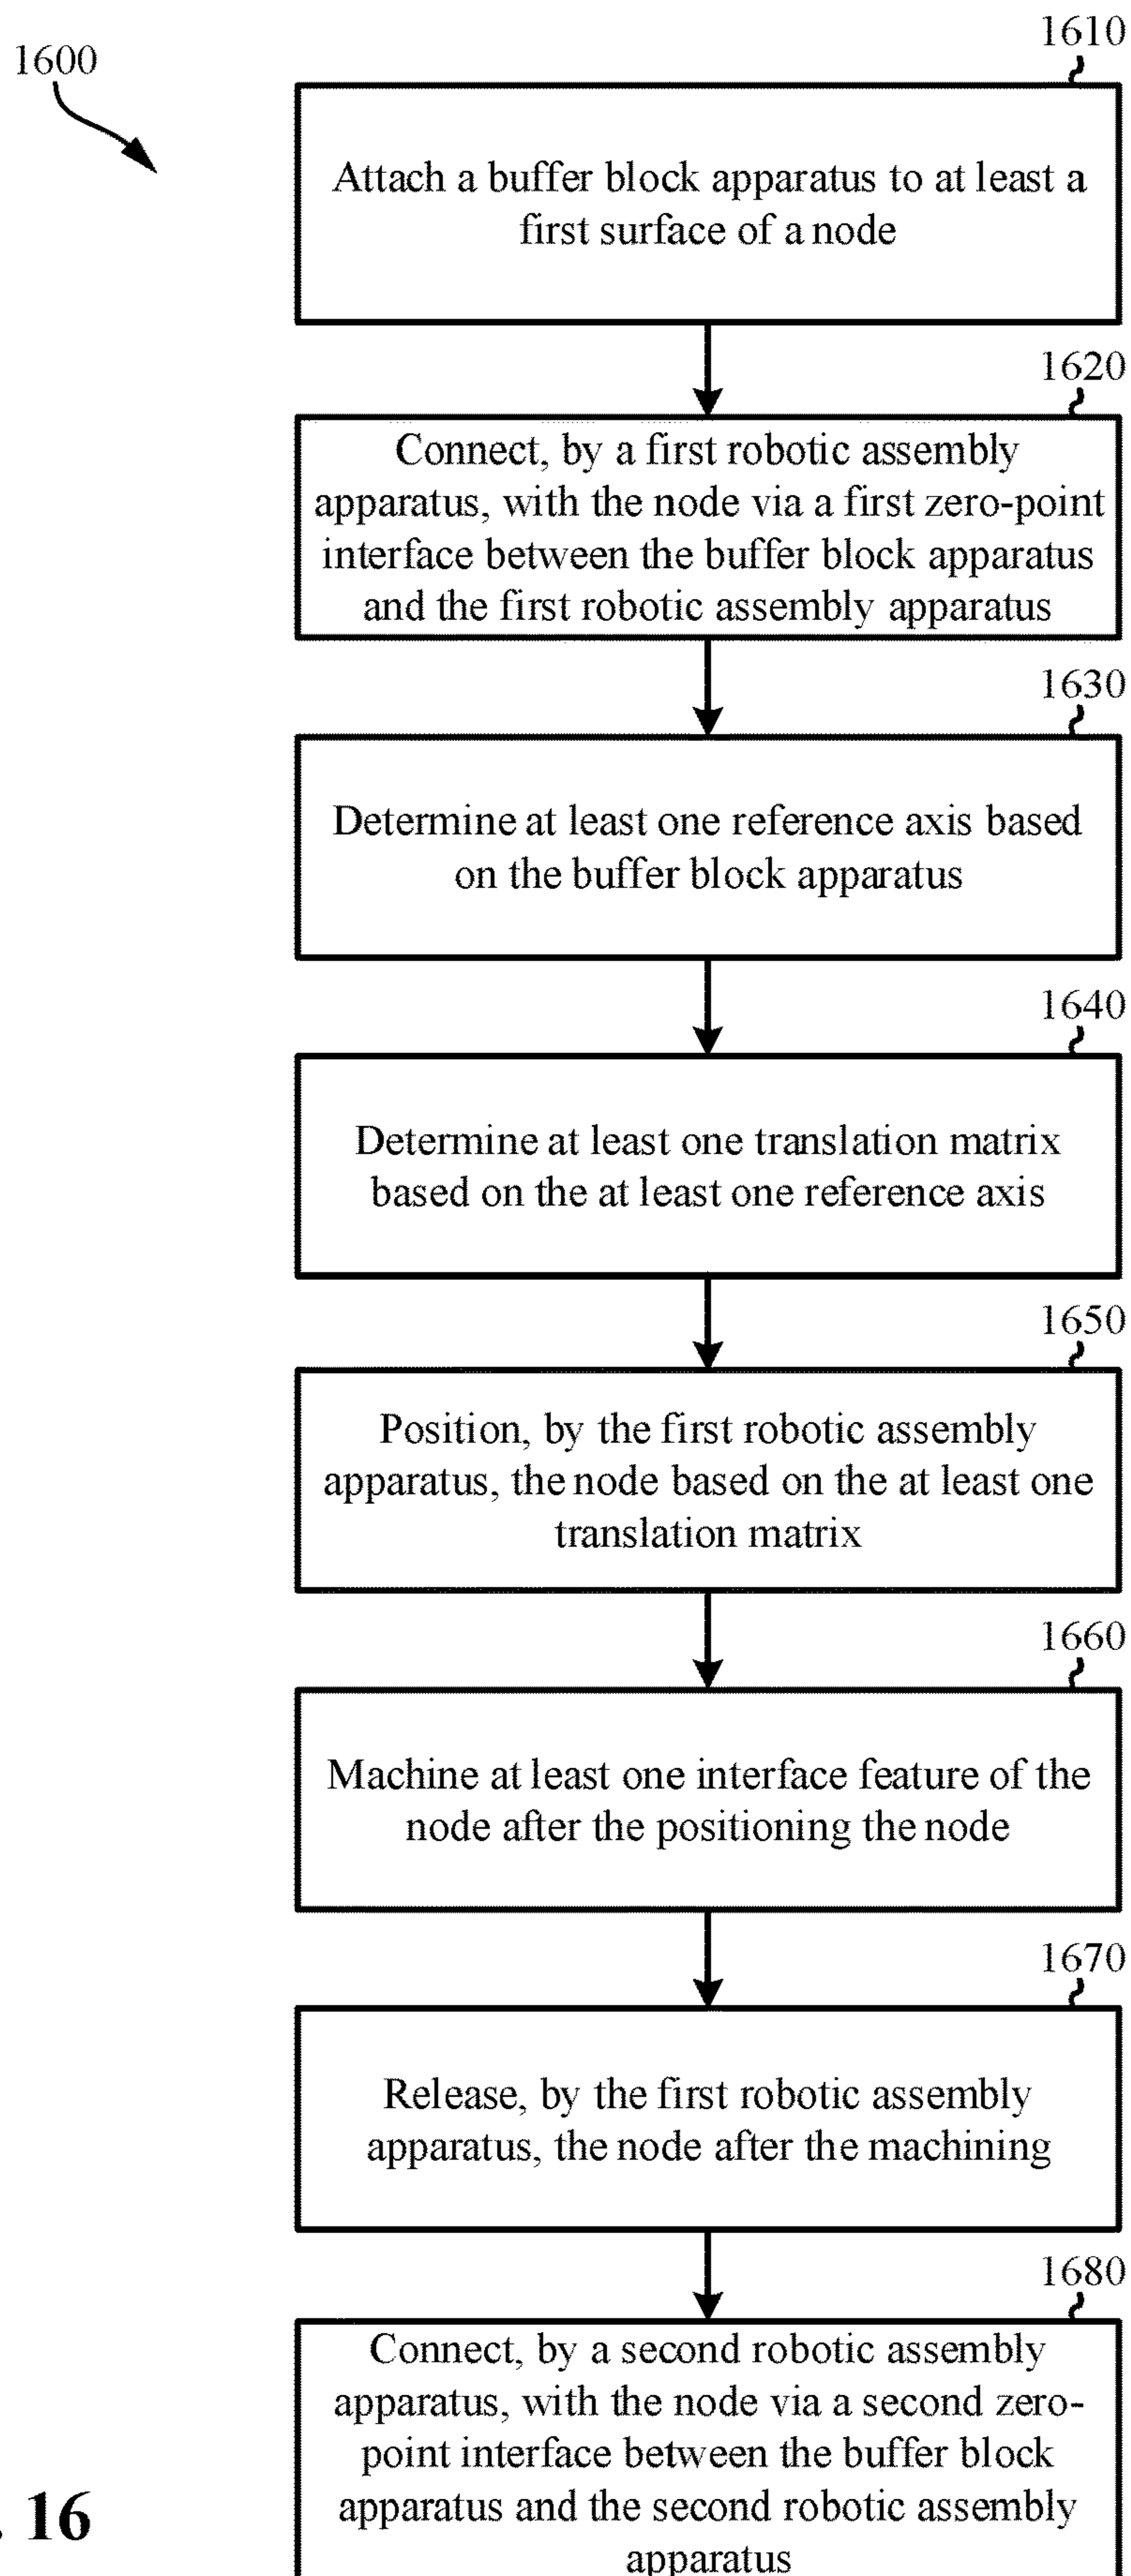 1600
1610
Attach a buffer block apparatus to at least a
first surface of a node
1620
Connect, by a first robotic assembly
apparatus, with the node via a first zero-point
interface between the buffer block apparatus
and the first robotic assembly apparatus
1630
Determine at least one reference axis based
on the buffer block apparatus
1640
Determine at least one translation matrix
based on the at least one reference axis
1650
Position, by the first robotic assembly
apparatus, the node based on the at least one
translation matrix
1660
Machine at least one interface feature of the
node after the positioning the node
1670
Release, by the first robotic assembly
apparatus, the node after the machining
1680
Connect, by a second robotic assembly
apparatus, with the node via a second zero-
point interface between the buffer block
apparatus and the second robotic assembly
apparatus
. 16